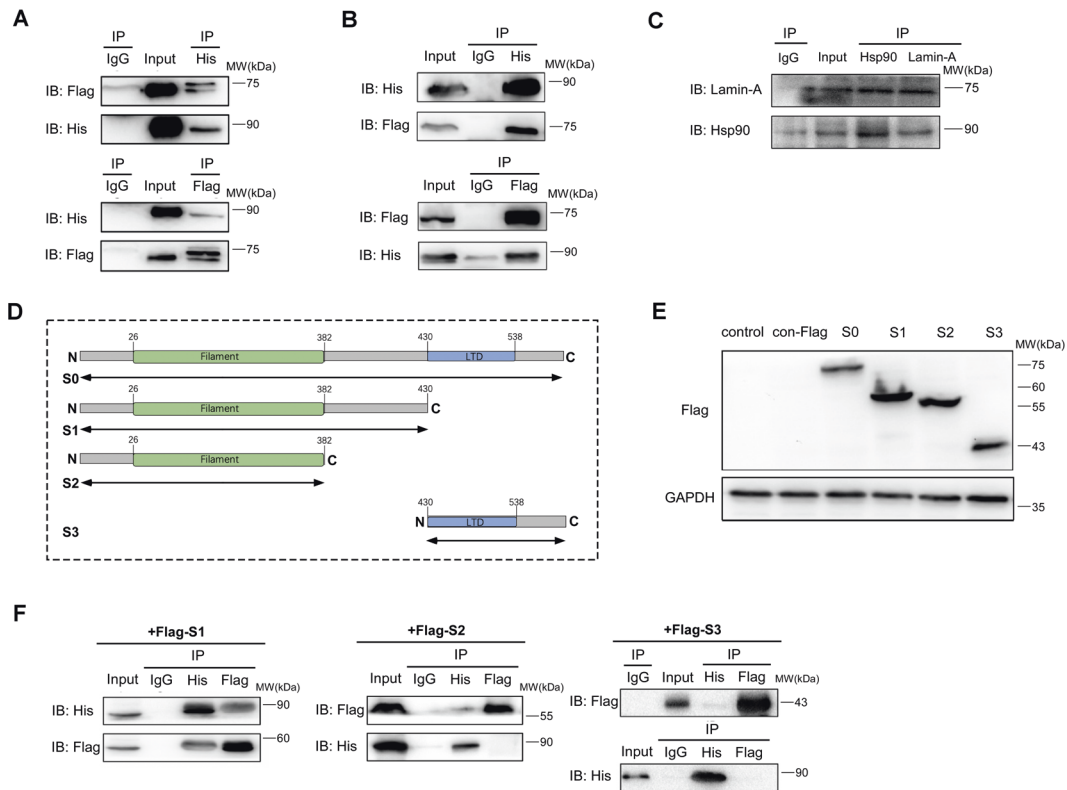 A
IP
IP
IgG
Input
His
MW(kDa)
IB: Flag
75
IB: His
90
IP
IP
IgG
Input
Flag
MW(kDa)
IB: His
90
IB: Flag
75
B
IP
Input
IgG
His
MW(kDa)
IB: His
90
IB: Flag
75
IP
Input
IgG
Flag
MW(kDa)
IB: Flag
75
IB: His
90
C
IP
IP
IgG
Input
Hsp90
Lamin-A
MW(kDa)
IB: Lamin-A
75
IB: Hsp90
90
D
26
382
430
538
N
Filament
LTD
C
S0
26
382
430
N
Filament
C
S1
26
382
N
Filament
C
S2
430
538
N
LTD
C
S3
E
control
con-Flag
S0
S1
S2
S3
MW(kDa)
Flag
75
60
55
43
GAPDH
35
F
+Flag-S1
IP
Input
IgG
His
Flag
MW(kDa)
IB: His
90
IB: Flag
60
+Flag-S2
IP
Input
IgG
His
Flag
MW(kDa)
IB: Flag
55
IB: His
90
+Flag-S3
IP
IP
IgG
Input
His
Flag
MW(kDa)
IB: Flag
43
IP
Input
IgG
His
Flag
IB: His
90